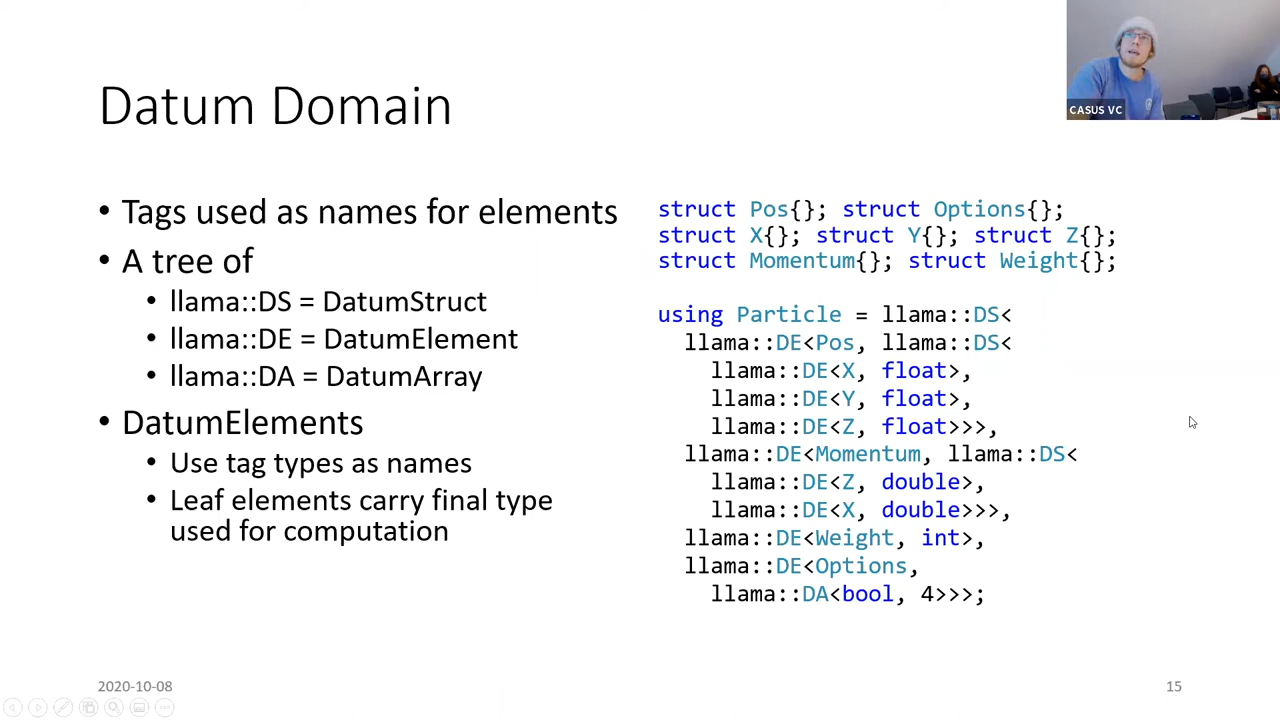 CASUS VC
Datum Domain
• Tags used as names for elements
• A tree of
• llama::DS = DatumStruct
• llama::DE = DatumElement
• llama::DA = DatumArray
• DatumElements
• Use tag types as names
• Leaf elements carry final type
used for computation
struct Pos{}; struct Options{};
struct X{}; struct Y{}; struct Z{};
struct Momentum{}; struct Weight{};
using Particle = llama::DS<
llama::DE<Pos, llama::DS<
llama::DE<X, float>,
llama::DE<Y, float>,
llama::DE<Z, float>>>,
llama::DE<Momentum, llama::DS<
llama::DE<Z, double>,
llama::DE<X, double>>>,
llama::DE<Weight, int>,
llama::DE<Options,
llama::DA<bool, 4>>>;
2020-10-08
15